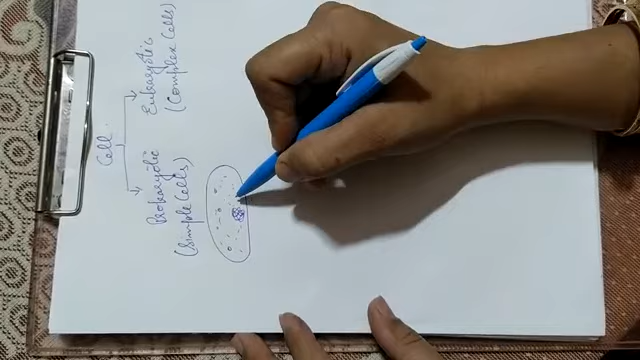 Cell
Prokaryotic
(Simple Cells)
Eukaryotic
(Complex Cells)